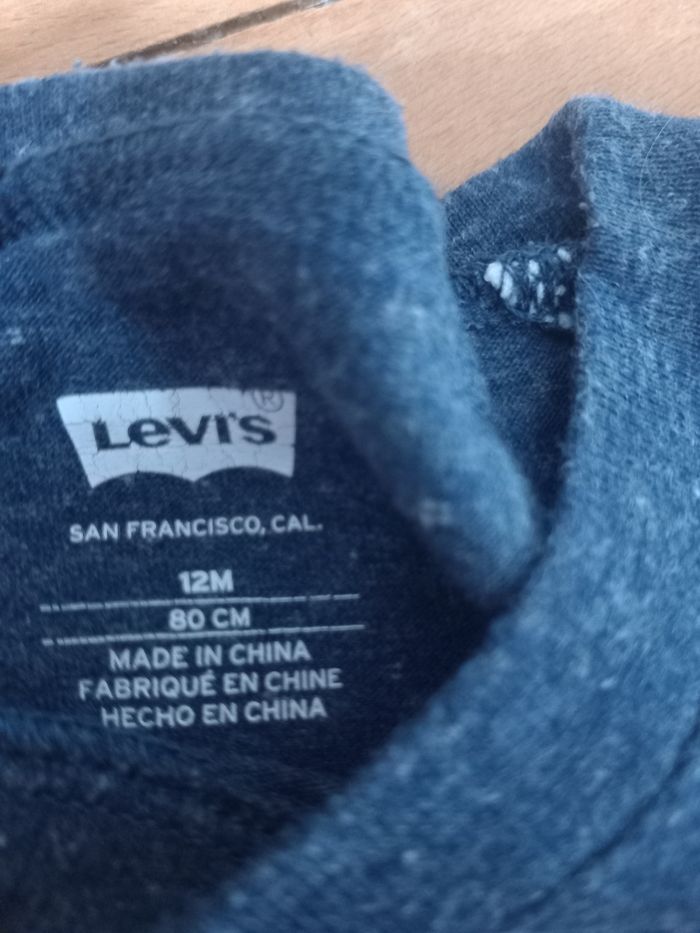 Levi's®
SAN FRANCISCO, CAL.
12M
80 CM
MADE IN CHINA
FABRIQUÉ EN CHINE
HECHO EN CHINA